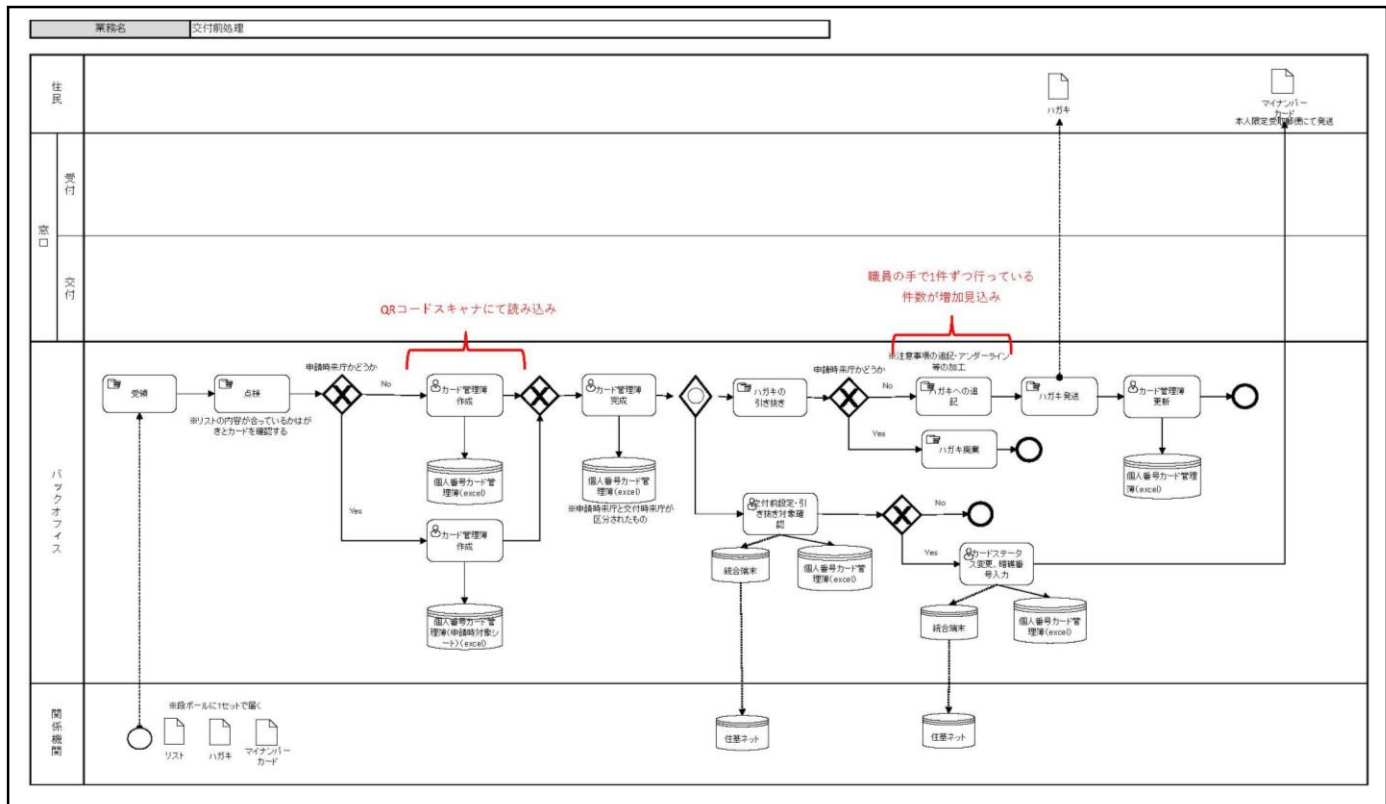 業務名
交付前処理
住民
ハガキ
マイナンバー
カード
本人限定受取郵便にて発送
窓口
受付
交付
QRコードスキャナにて読み込み
職員の手で1件ずつ行っている
件数が増加見込み
バックオフィス
受領
点検
※リストの内容が合っているかはが
きとカードを確認する
申請時来庁かどうか
No
Yes
カード管理簿
作成
個人番号カード管
理簿(excel)
カード管理簿
作成
個人番号カード管
理簿(申請時対象シ
ート)(excel)
カード管理簿
完成
個人番号カード管
理簿(excel)
※申請時来庁と交付時来庁が
区分されたもの
ハガキの
引き抜き
申請時来庁かどうか
No
Yes
※注意事項の追記・アンダーライン
等の加工
ハガキへの追
記
ハガキ発送
カード管理簿
更新
個人番号カード管理
簿(excel)
ハガキ廃棄
交付前設定・引
き抜き対象確
認
統合端末
個人番号カード管
理簿(excel)
No
Yes
カードステータ
ス変更、暗証番
号入力
統合端末
個人番号カード管
理簿(excel)
関係機関
※段ボールに1セットで届く
リスト
ハガキ
マイナンバー
カード
住基ネット
住基ネット